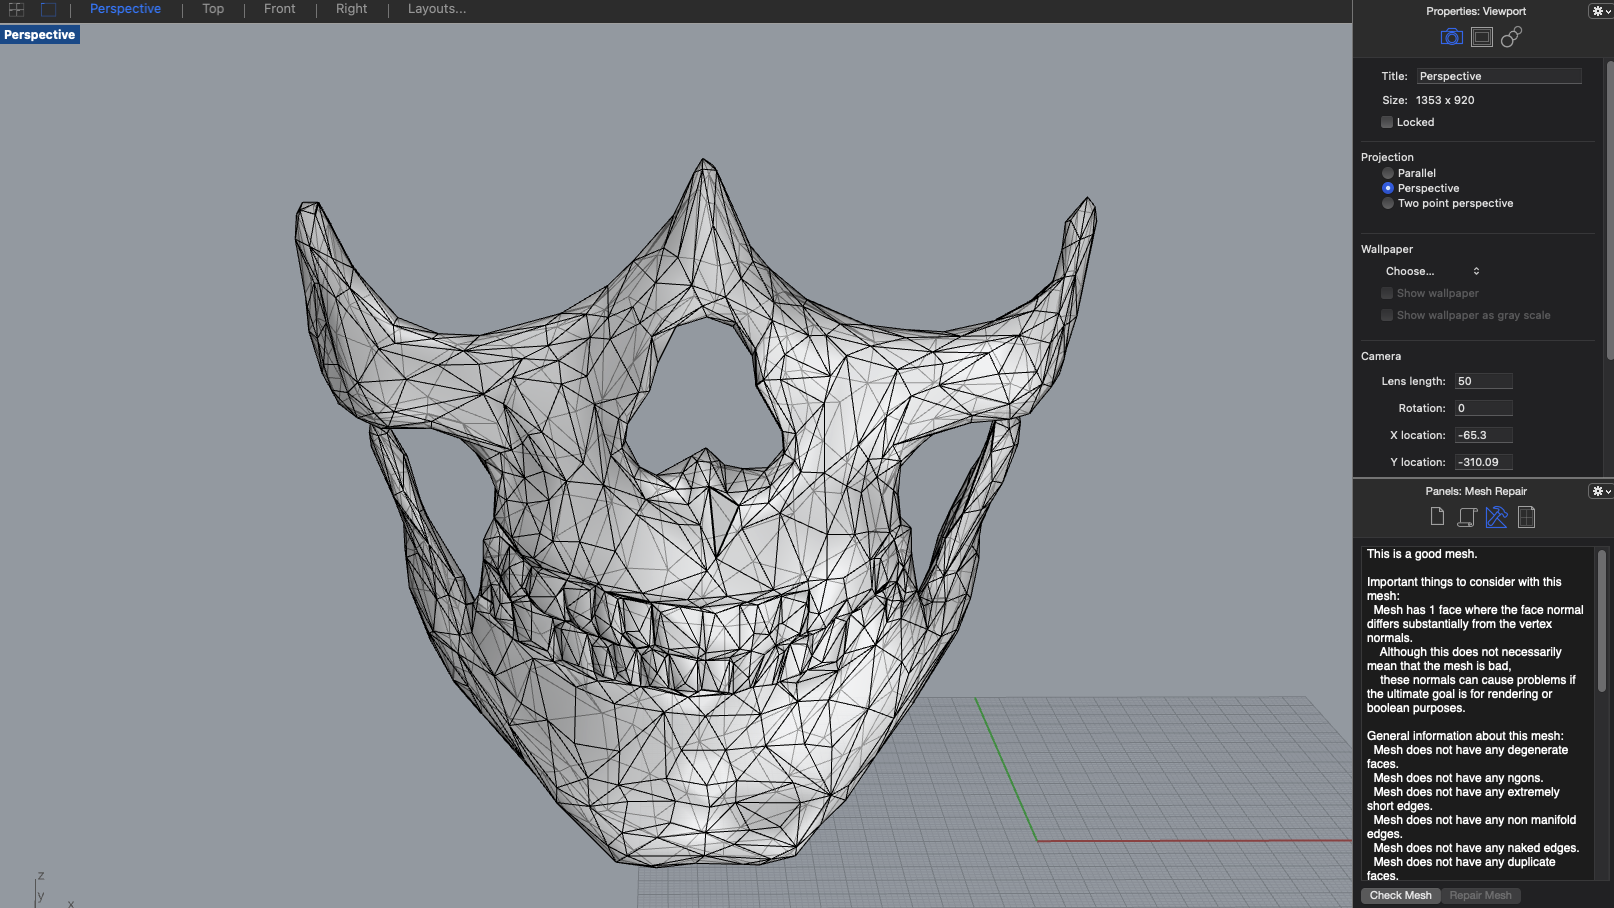 Perspective
Top
Front
Right
Layouts...
Perspective
z
y
x
Properties: Viewport
Title: Perspective
Size: 1353 x 920
Locked
Projection
Parallel
Perspective
Two point perspective
Wallpaper
Choose...
Show wallpaper
Show wallpaper as gray scale
Camera
Lens length: 50
Rotation: 0
X location: -65.3
Y location: -310.09
Panels: Mesh Repair
This is a good mesh.
Important things to consider with this
mesh:
Mesh has 1 face where the face normal
differs substantially from the vertex
normals.
Although this does not necessarily
mean that the mesh is bad,
these normals can cause problems if
the ultimate goal is for rendering or
boolean purposes.
General information about this mesh:
Mesh does not have any degenerate
faces.
Mesh does not have any ngons.
Mesh does not have any extremely
short edges.
Mesh does not have any non manifold
edges.
Mesh does not have any naked edges.
Mesh does not have any duplicate
faces.
Check Mesh
Repair Mesh